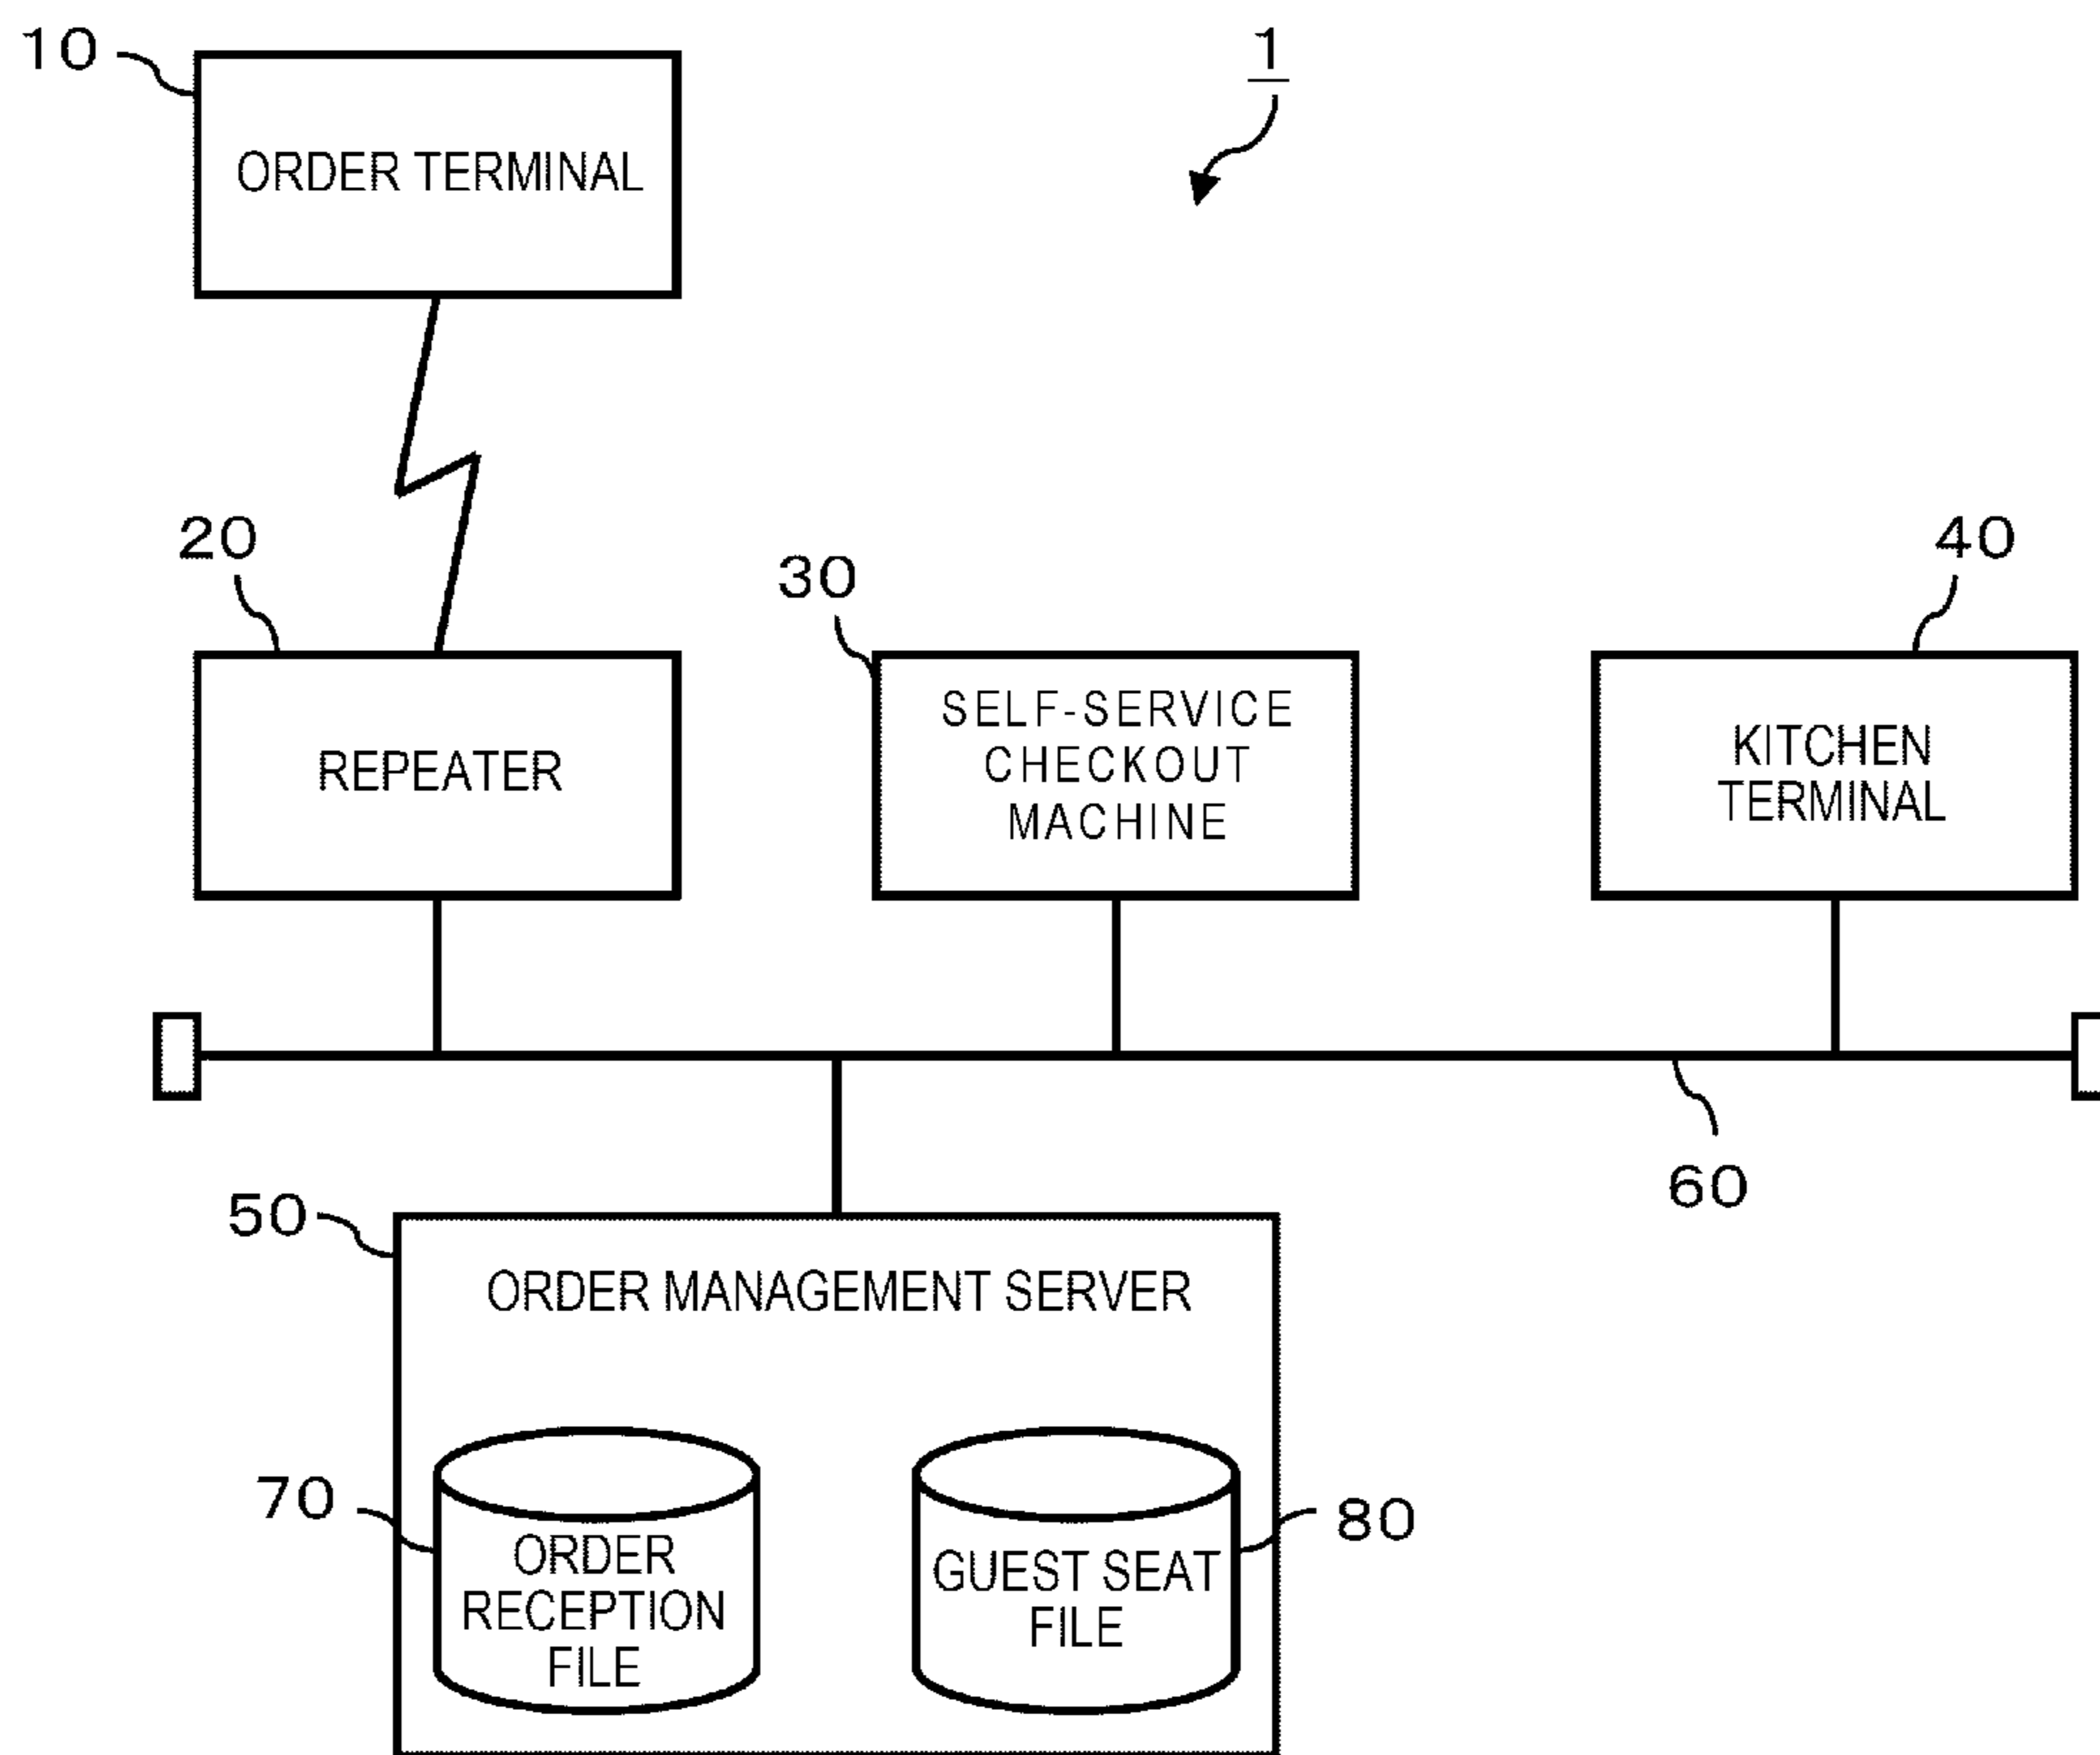 10
1
ORDER TERMINAL
20
30
40
REPEATER
SELF-SERVICE
CHECKOUT
MACHINE
KITCHEN
TERMINAL
60
50
ORDER MANAGEMENT SERVER
70
80
ORDER
RECEPTION
FILE
GUEST SEAT
FILE